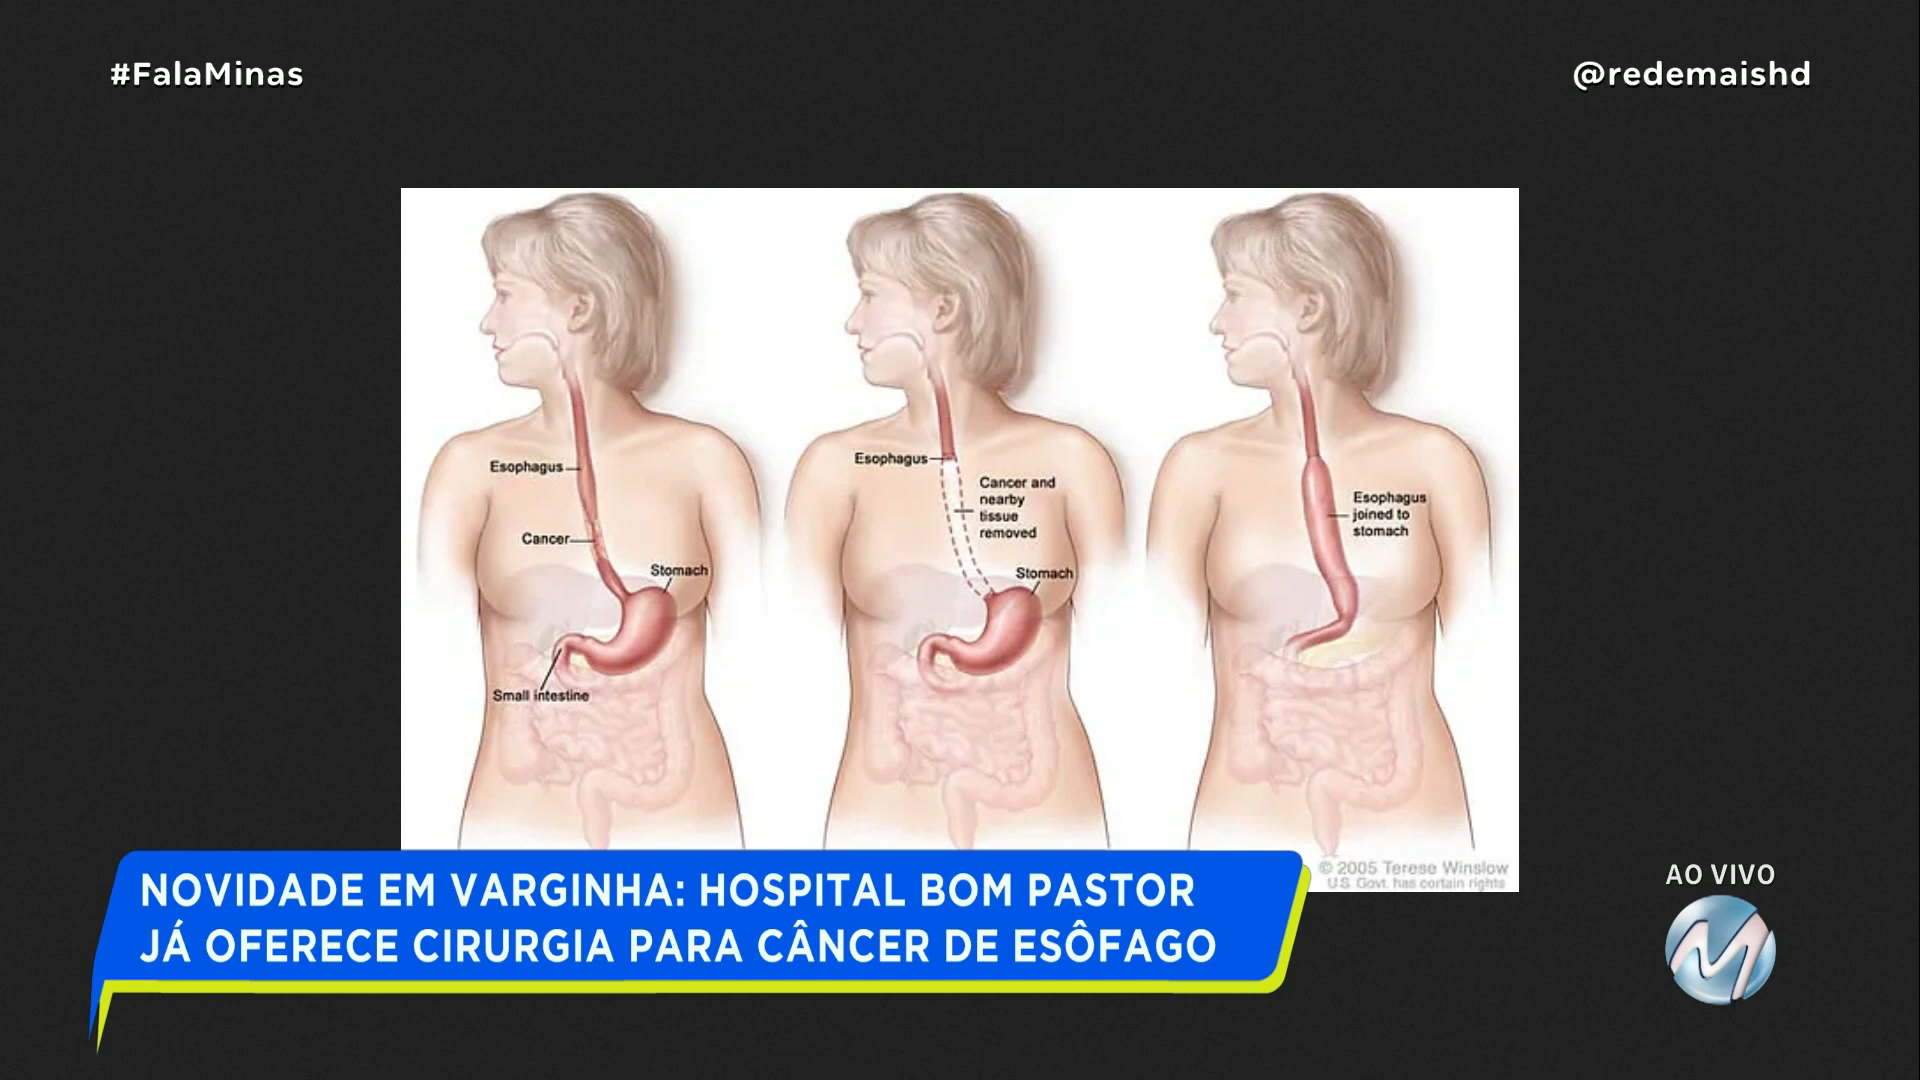 #FalaMinas
@redemaishd
Esophagus
Cancer
Stomach
Small intestine
Esophagus
Cancer and
nearby
tissue
removed
Stomach
Esophagus
joined to
stomach
© 2005 Terese Winslow
U.S. Govt. has certain rights
NOVIDADE EM VARGINHA: HOSPITAL BOM PASTOR
JÁ OFERECE CIRURGIA PARA CÂNCER DE ESÔFAGO
AO VIVO
M